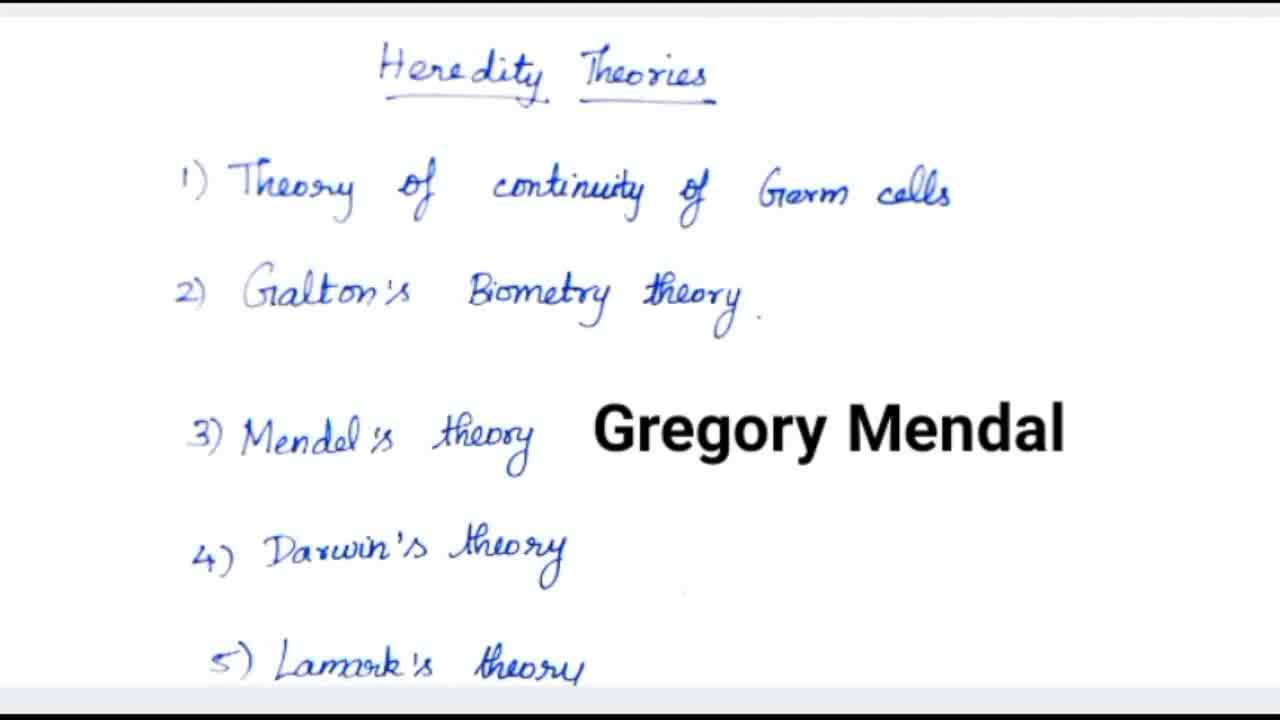 Heredity Theories
1) Theory of continuity of Germ cells
2) Galton's Biometry theory.
3) Mendel's theory Gregory Mendal
4) Darwin's theory
5) Lamark's theory